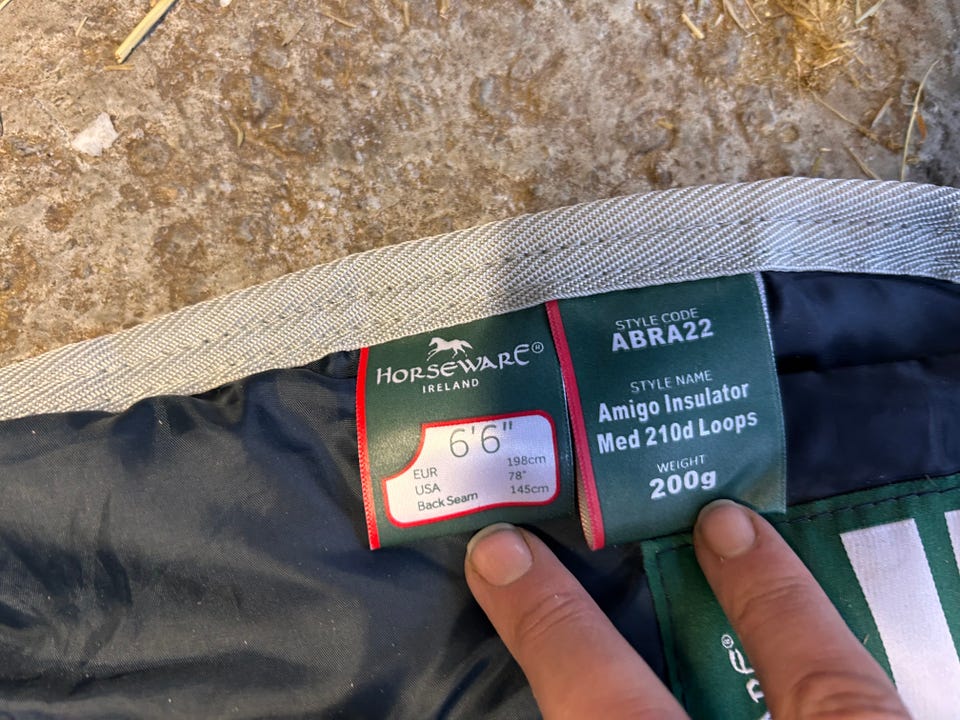 HORSEWARE®
IRELAND
6'6"
EUR 198cm
USA 78"
Back Seam 145cm
STYLE CODE
ABRA22
STYLE NAME
Amigo Insulator
Med 210d Loops
WEIGHT
200g